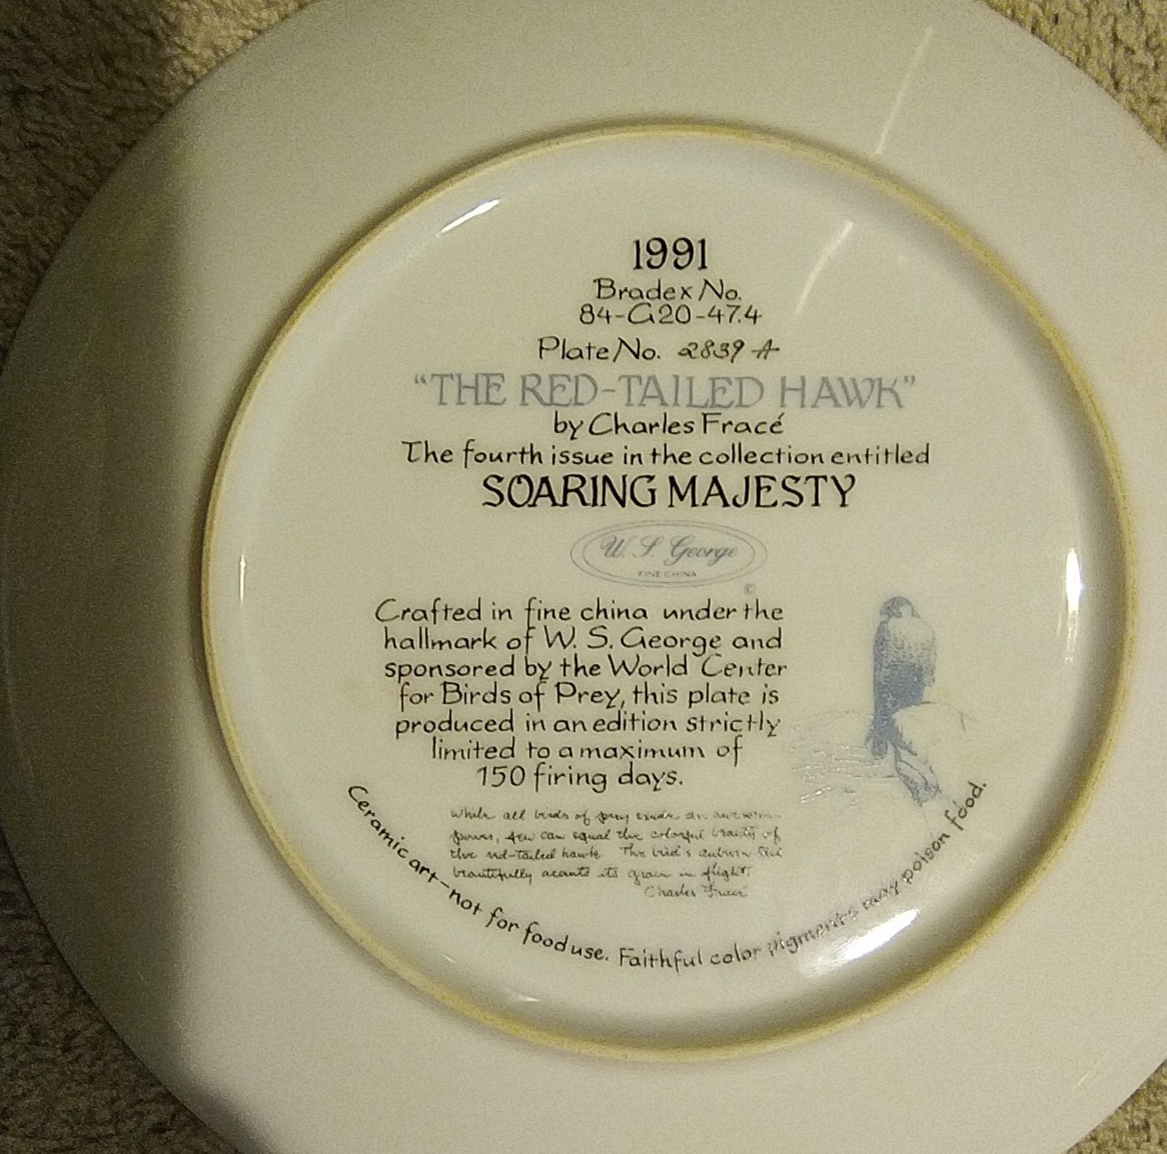 1991
Bradex No.
84-G20-47.4
Plate No. 2839 A
"THE RED-TAILED HAWK"
by Charles Fracé
The fourth issue in the collection entitled
SOARING MAJESTY
W. S. George
FINE CHINA
©
Crafted in fine china under the
hallmark of W. S. George and
sponsored by the World Center
for Birds of Prey, this plate is
produced in an edition strictly
limited to a maximum of
150 firing days.
While all birds of prey exude an awesome
power, few can equal the colorful beauty of
the red-tailed hawk. The bird's auburn tail
beautifully accents its grace in flight.
Charles Fracé
Ceramic art-not for food use. Faithful color pigments may poison food.